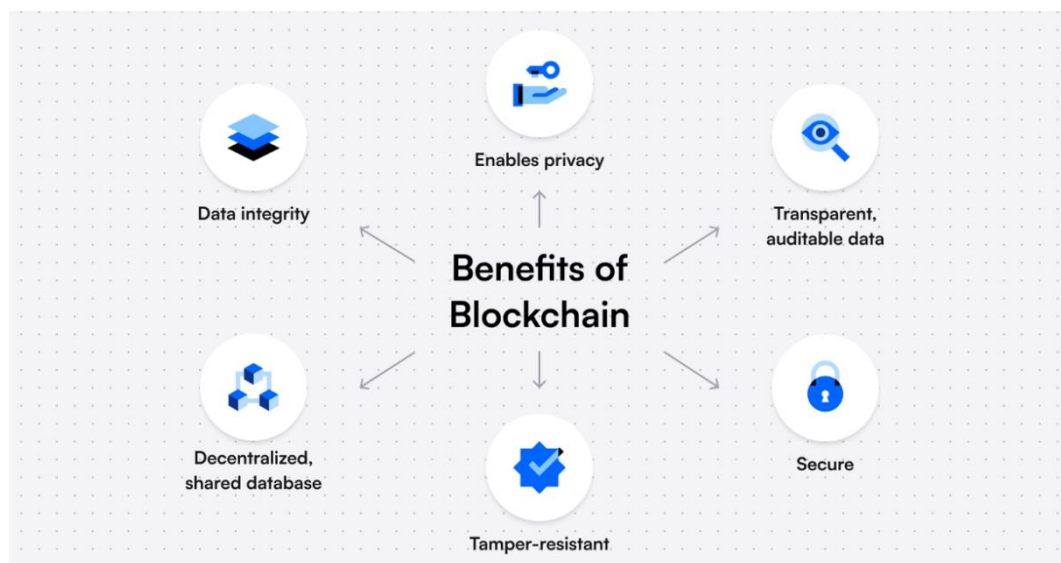 Enables privacy
Data integrity
Transparent,
auditable data
Benefits of
Blockchain
Decentralized,
shared database
Secure
Tamper-resistant